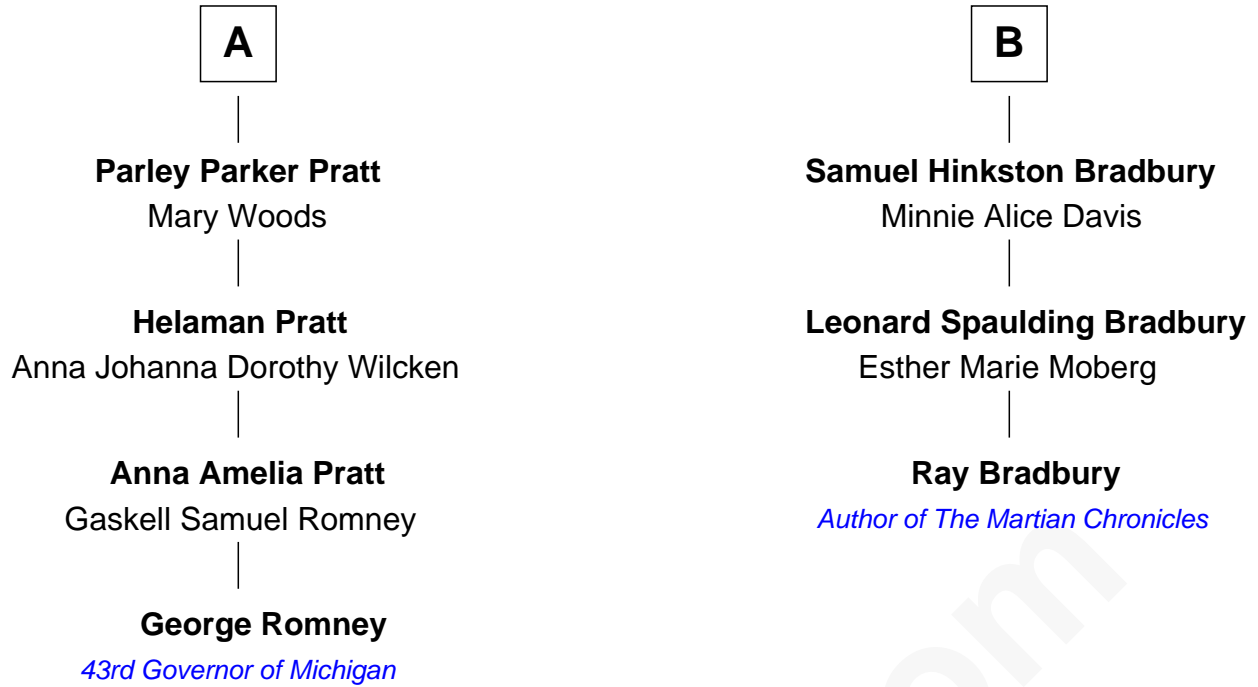 A
Parley Parker Pratt
Mary Woods
Helaman Pratt
Anna Johanna Dorothy Wilcken
Anna Amelia Pratt
Gaskell Samuel Romney
George Romney
43rd Governor of Michigan
B
Samuel Hinkston Bradbury
Minnie Alice Davis
Leonard Spaulding Bradbury
Esther Marie Moberg
Ray Bradbury
Author of The Martian Chronicles
om